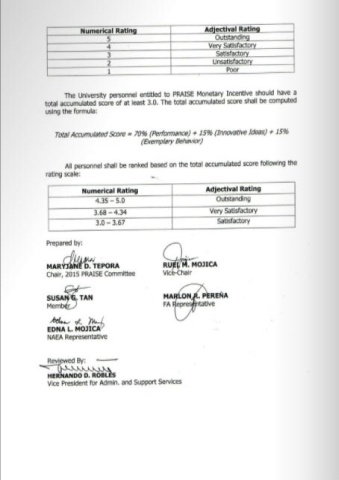 Numerical Rating Adjectival Rating
5 Outstanding
4 Very Satisfactory
3 Satisfactory
2 Unsatisfactory
1 Poor
The University personnel entitled to PRAISE Monetary Incentive should have a
total accumulated score of at least 3.0. The total accumulated score shall be computed
using the formula:
Total Accumulated Score = 70% (Performance) + 15% (Innovative Ideas) + 15%
(Exemplary Behavior)
All personnel shall be ranked based on the total accumulated score following the
rating scale:
Numerical Rating Adjectival Rating
4.35 – 5.0 Outstanding
3.68 – 4.34 Very Satisfactory
3.0 – 3.67 Satisfactory
Prepared by:
MARYJANE D. TEPORA RUEL M. MOJICA
Chair, 2015 PRAISE Committee Vice-Chair
SUSAN G. TAN MARLON R. PEREÑA
Member FA Representative
EDNA L. MOJICA
NAEA Representative
Reviewed By:
HERNANDO D. ROBLES
Vice President for Admin. and Support Services